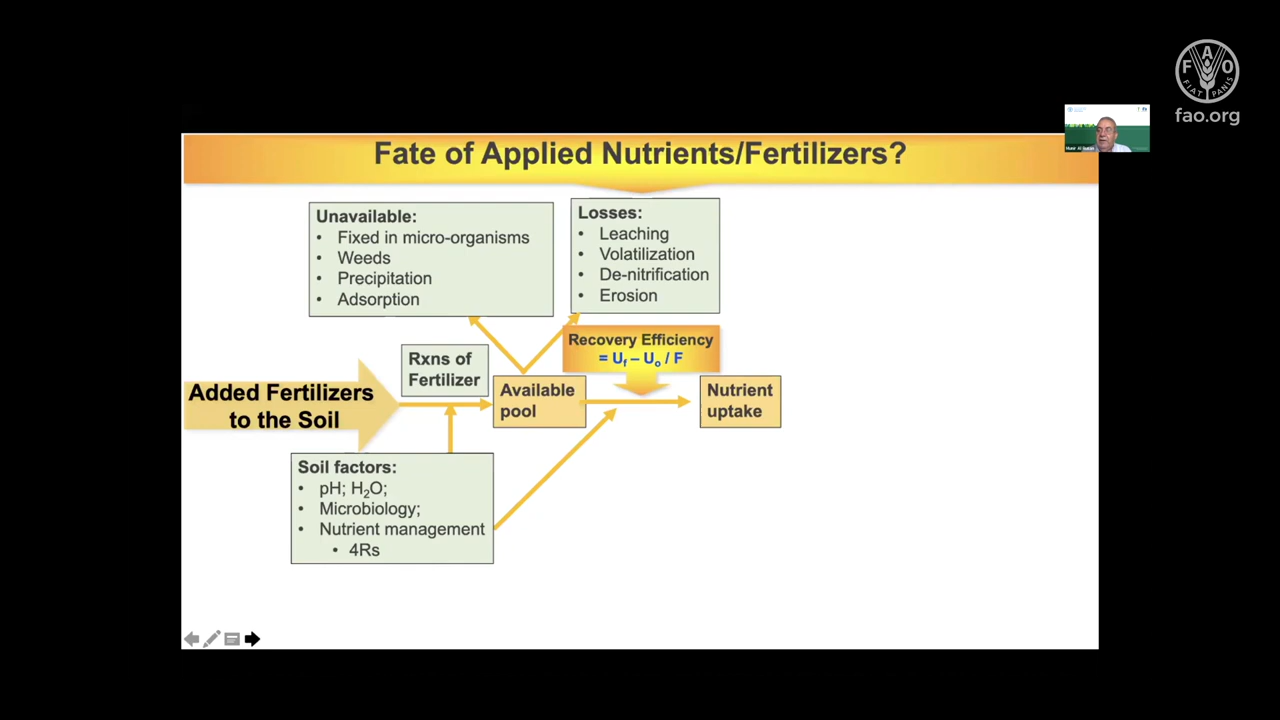 F A O
FIAT PANIS
fao.org
Fate of Applied Nutrients/Fertilizers?
Unavailable:
• Fixed in micro-organisms
• Weeds
• Precipitation
• Adsorption
Losses:
• Leaching
• Volatilization
• De-nitrification
• Erosion
Recovery Efficiency
= Uf – Uo / F
Rxns of
Fertilizer
Added Fertilizers
to the Soil
Available
pool
Nutrient
uptake
Soil factors:
• pH; H2O;
• Microbiology;
• Nutrient management
• 4Rs